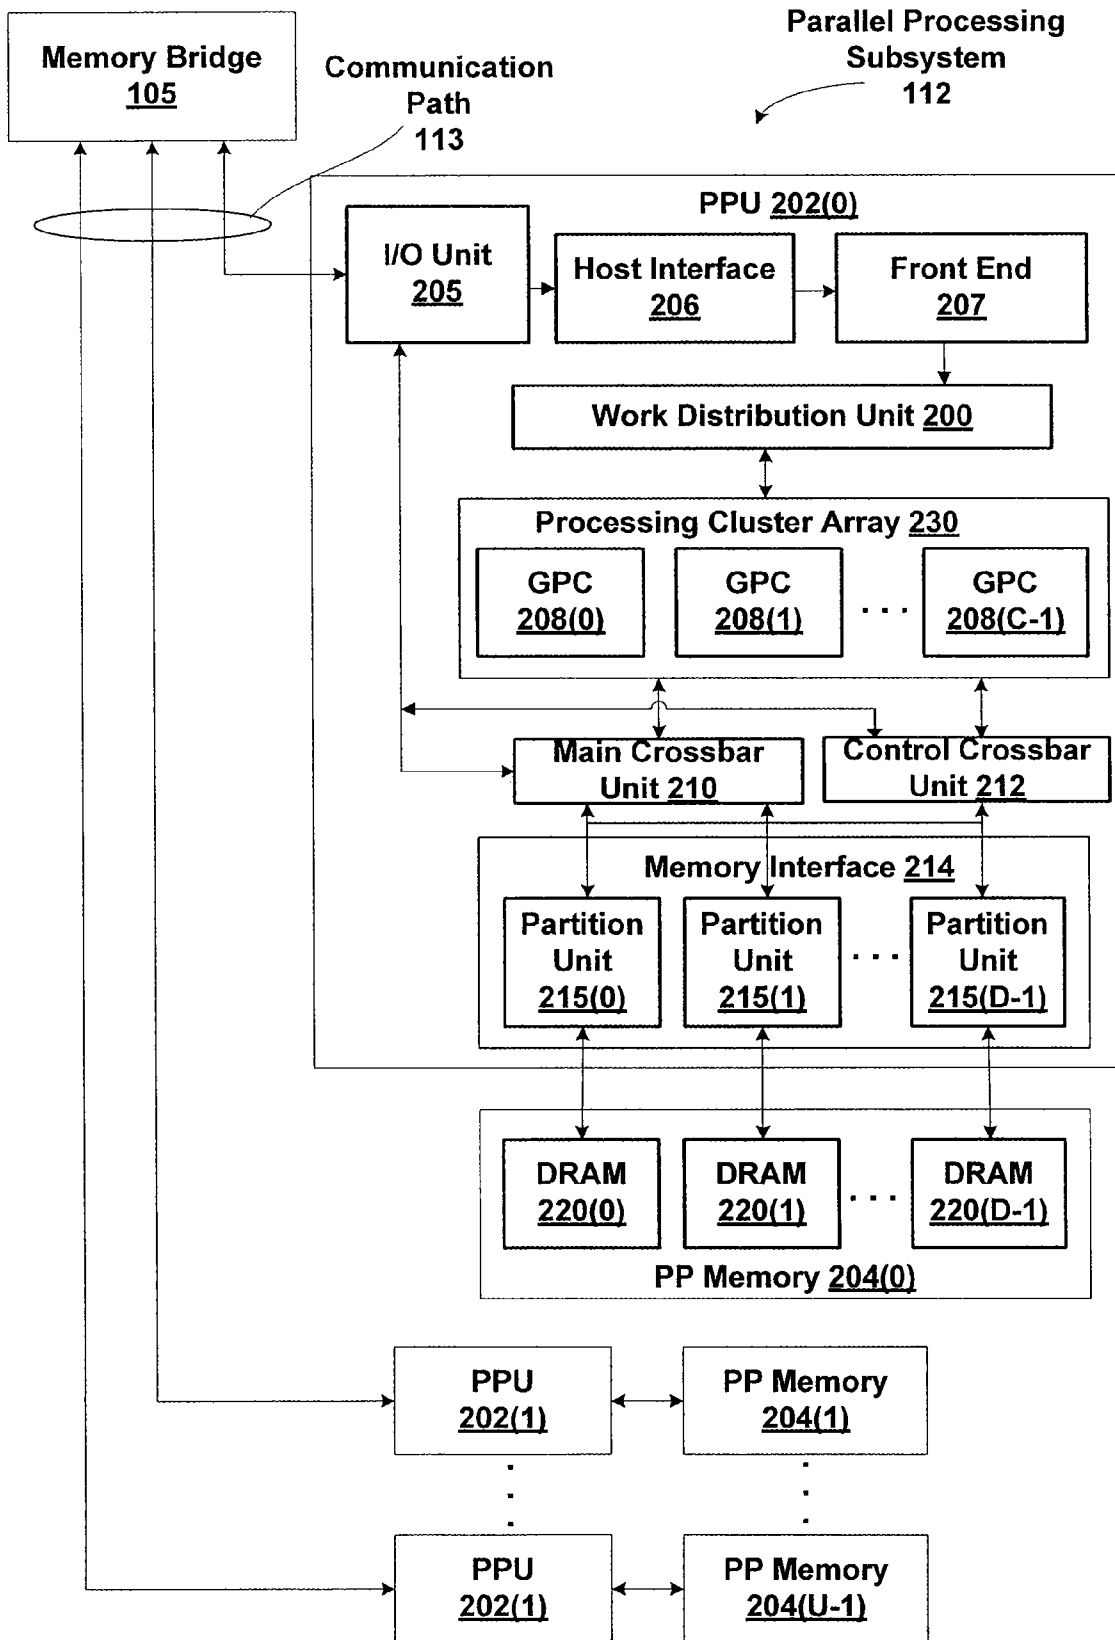 Memory Bridge
105
Communication
Path
113
Parallel Processing
Subsystem
112
PPU 202(0)
I/O Unit
205
Host Interface
206
Front End
207
Work Distribution Unit 200
Processing Cluster Array 230
GPC
208(0)
GPC
208(1)
. . .
GPC
208(C-1)
Main Crossbar
Unit 210
Control Crossbar
Unit 212
Memory Interface 214
Partition
Unit
215(0)
Partition
Unit
215(1)
. . .
Partition
Unit
215(D-1)
DRAM
220(0)
DRAM
220(1)
. . .
DRAM
220(D-1)
PP Memory 204(0)
PPU
202(1)
PP Memory
204(1)
PPU
202(1)
PP Memory
204(U-1)